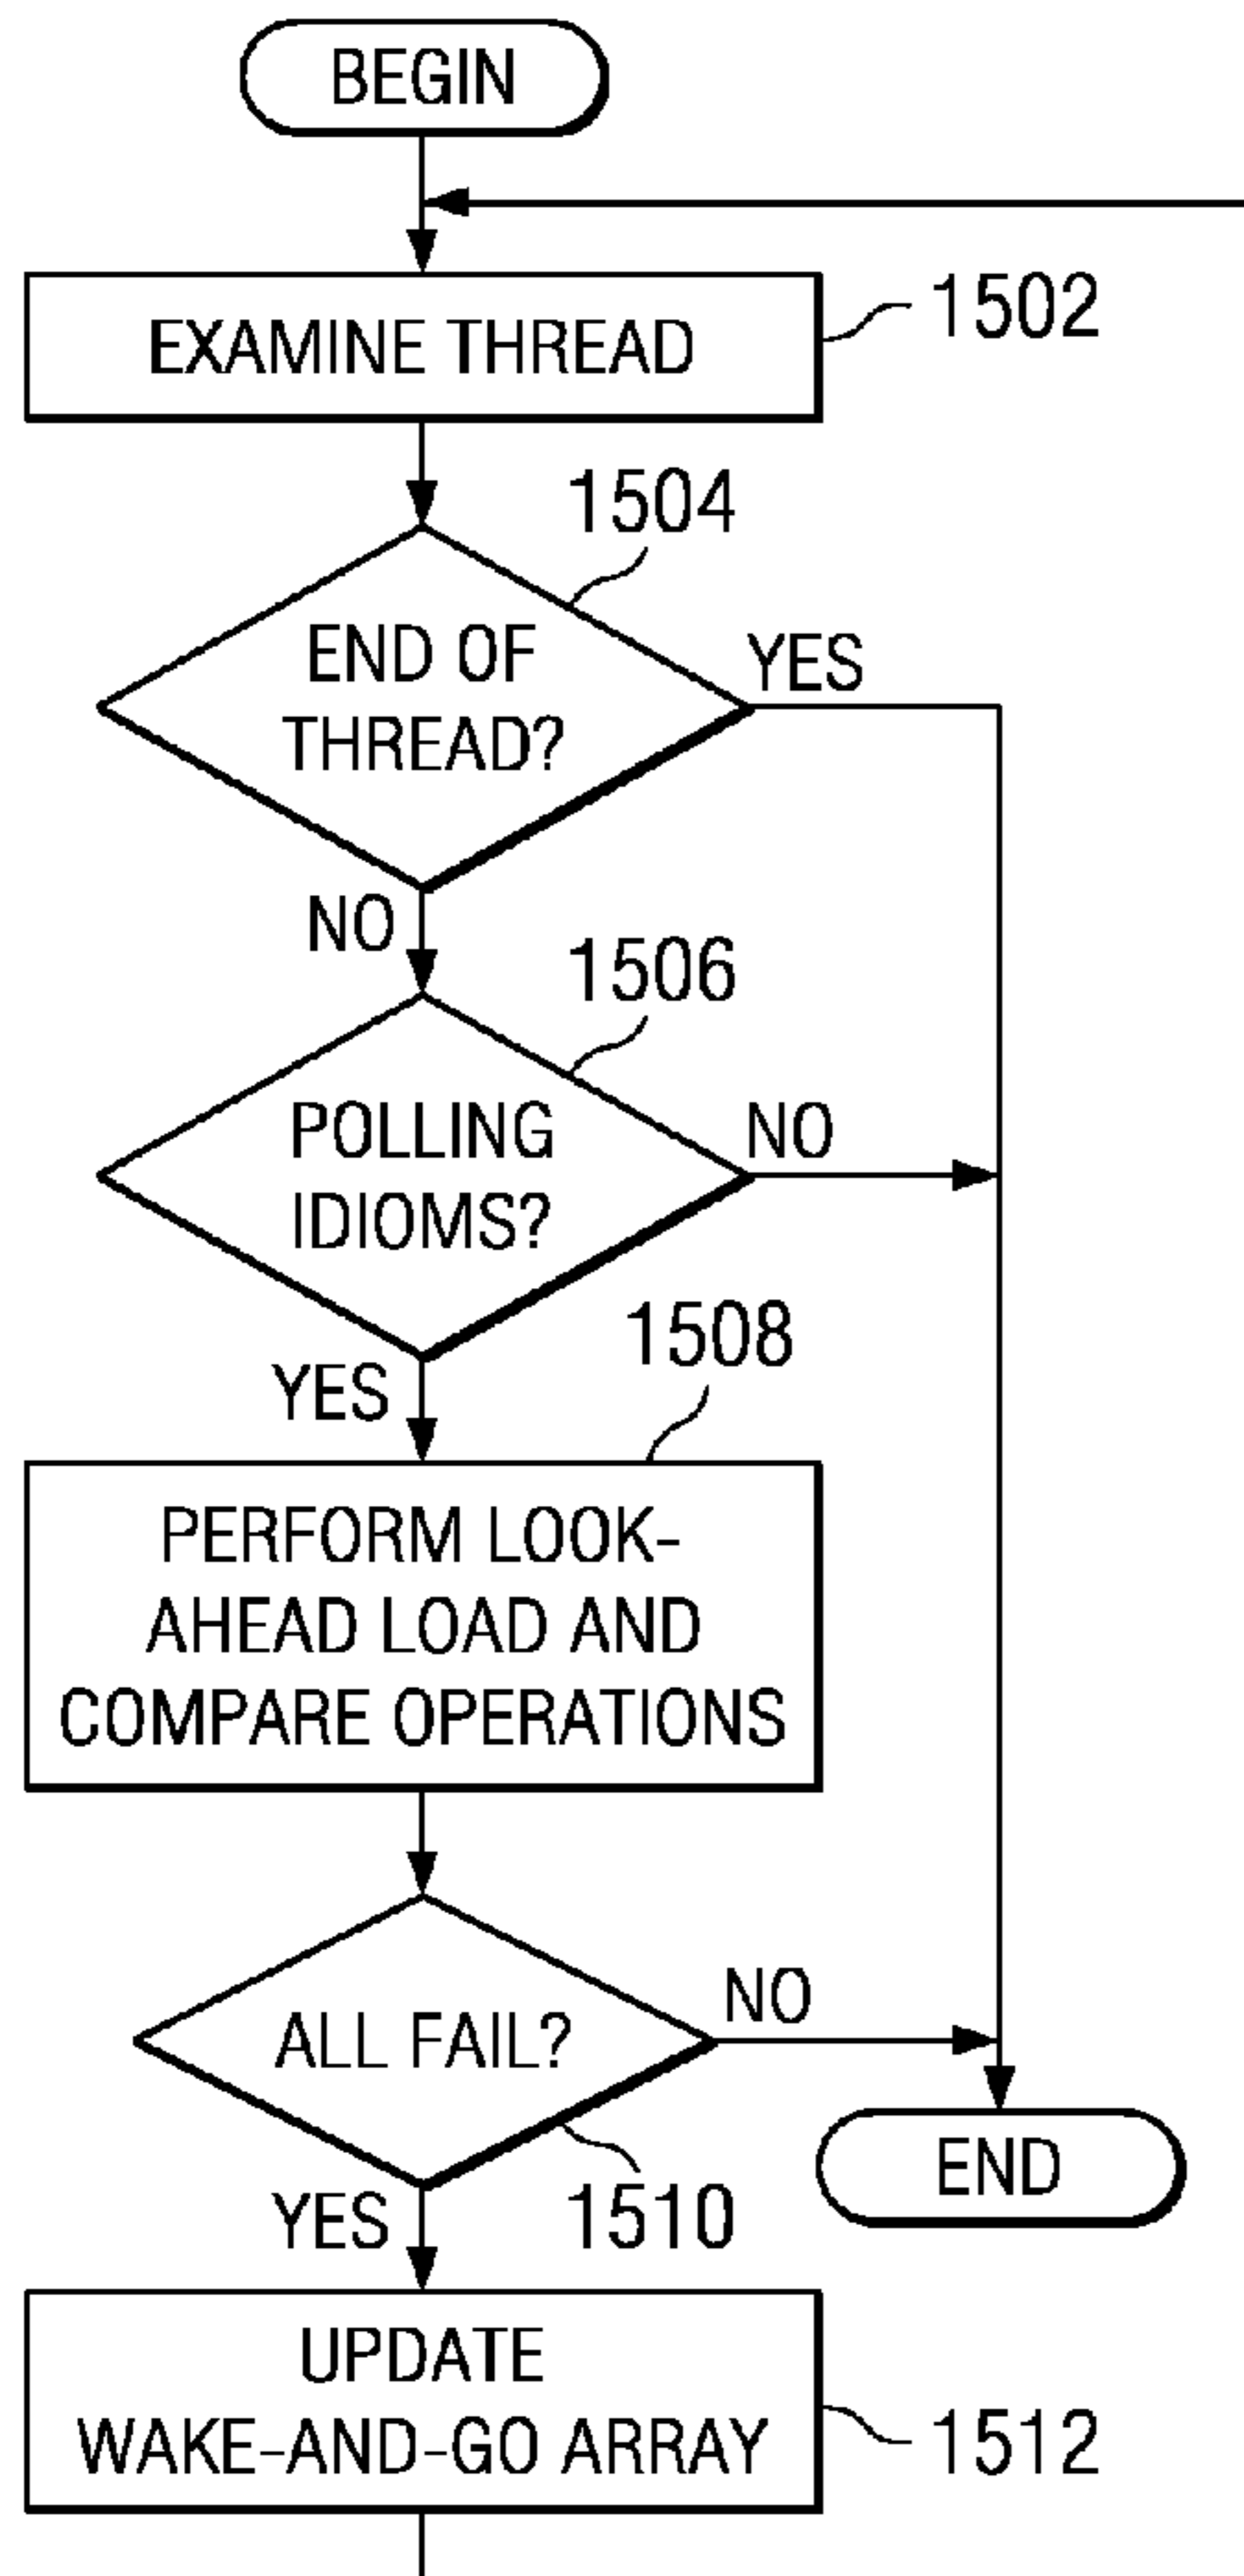 BEGIN
EXAMINE THREAD
1502
1504
END OF
THREAD?
YES
NO
1506
POLLING
IDIOMS?
NO
YES
1508
PERFORM LOOK-
AHEAD LOAD AND
COMPARE OPERATIONS
ALL FAIL?
NO
END
YES
1510
UPDATE
WAKE-AND-GO ARRAY
1512